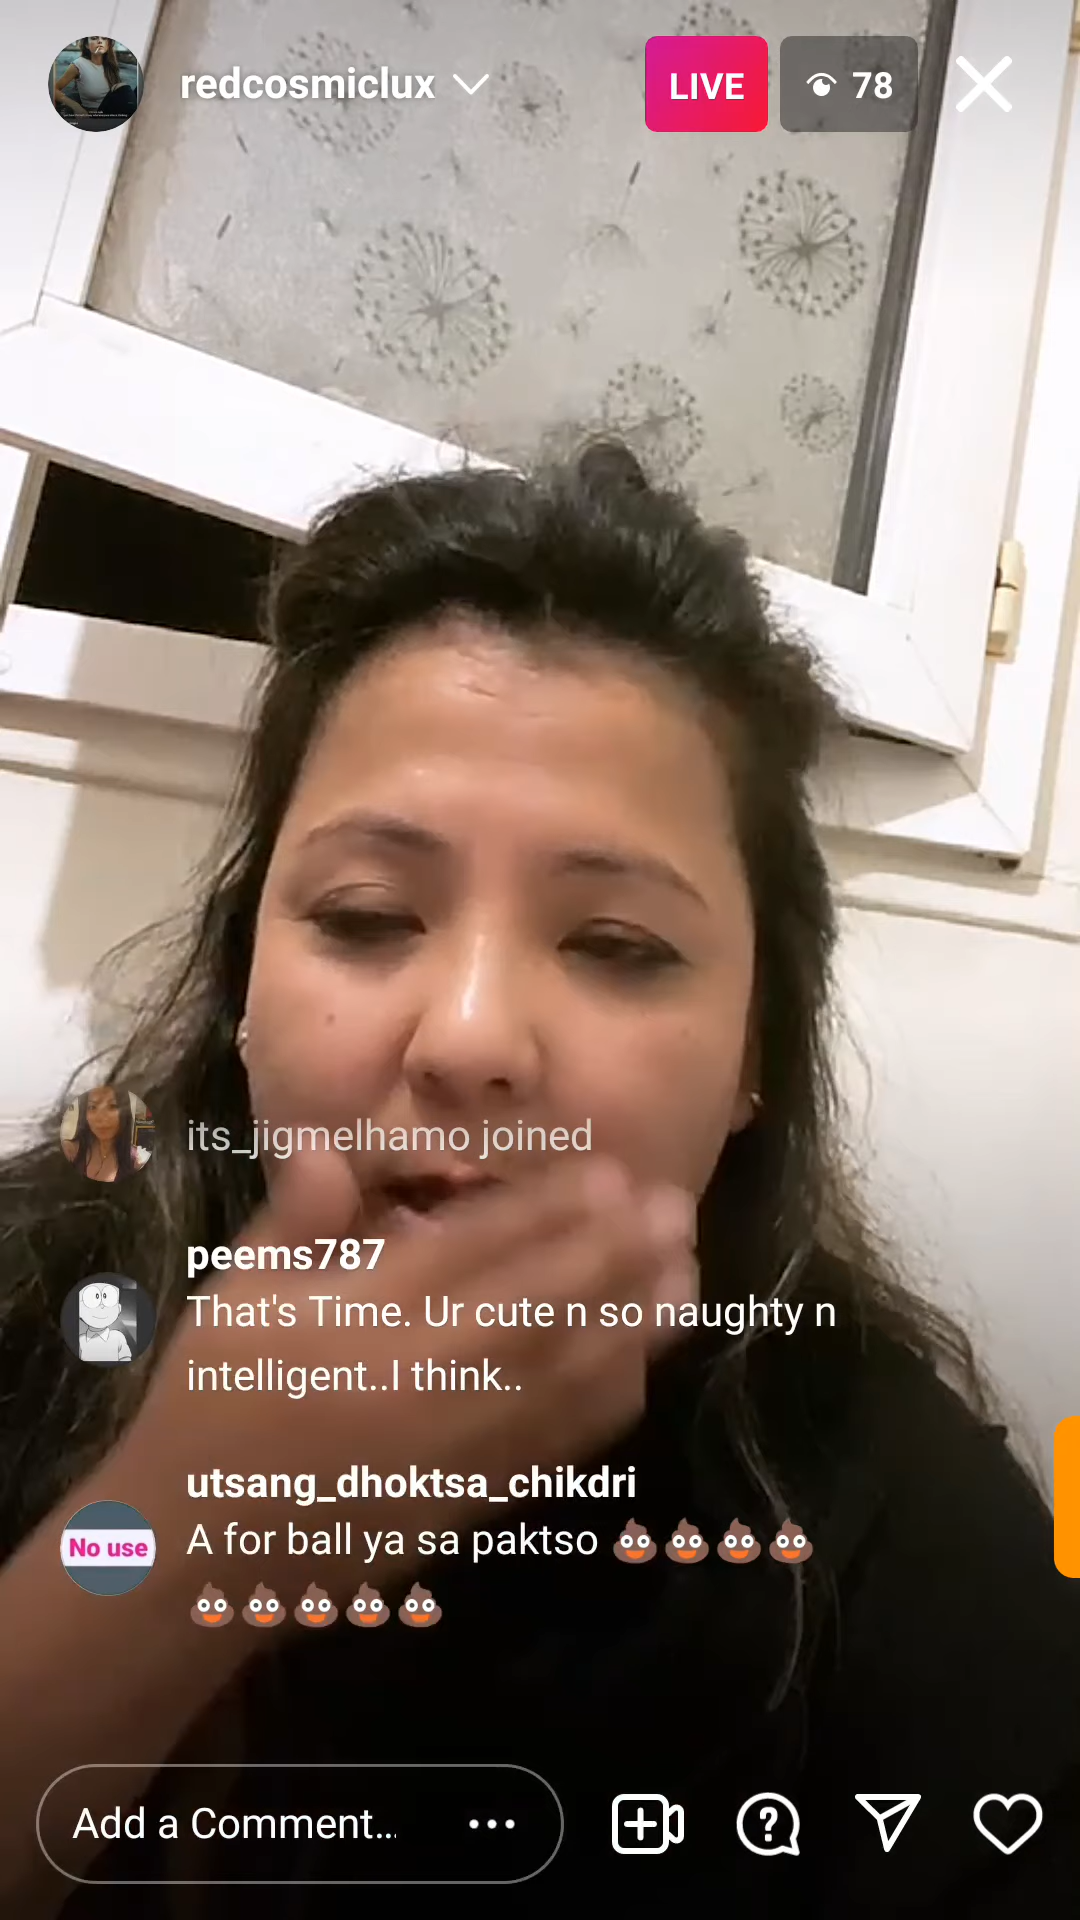 redcosmiclux
LIVE
78
its_jigmelhamo joined
peems787
That's Time. Ur cute n so naughty n
intelligent..I think..
utsang_dhoktsa_chikdri
No use
A for ball ya sa paktso 💩💩💩💩
💩💩💩💩💩
Add a Comment...